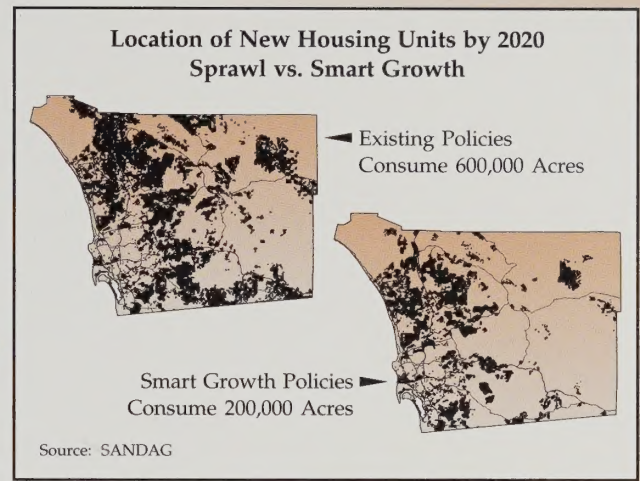 Location of New Housing Units by 2020
Sprawl vs. Smart Growth
Existing Policies
Consume 600,000 Acres
Smart Growth Policies
Consume 200,000 Acres
Source: SANDAG